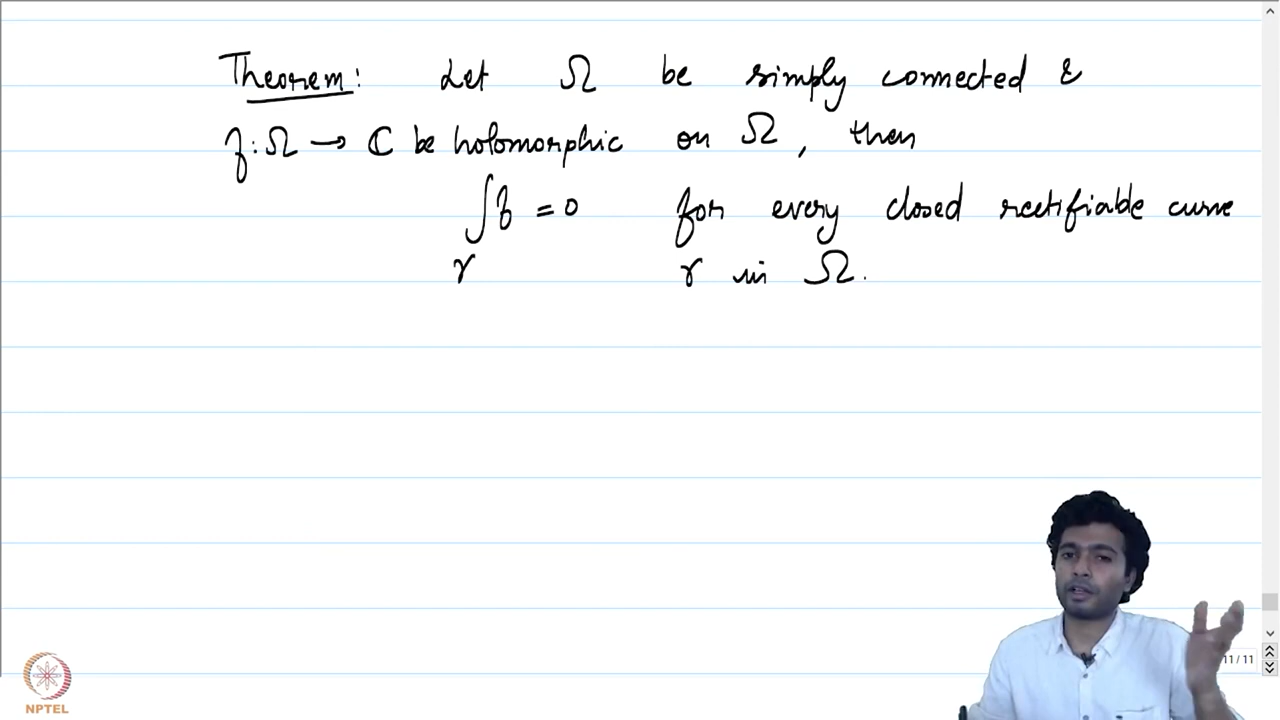 Theorem: Let Ω be simply connected &
f: Ω → ℂ be holomorphic on Ω, then
∫f = 0 for every closed rectifiable curve
γ γ in Ω.
11 / 11
NPTEL